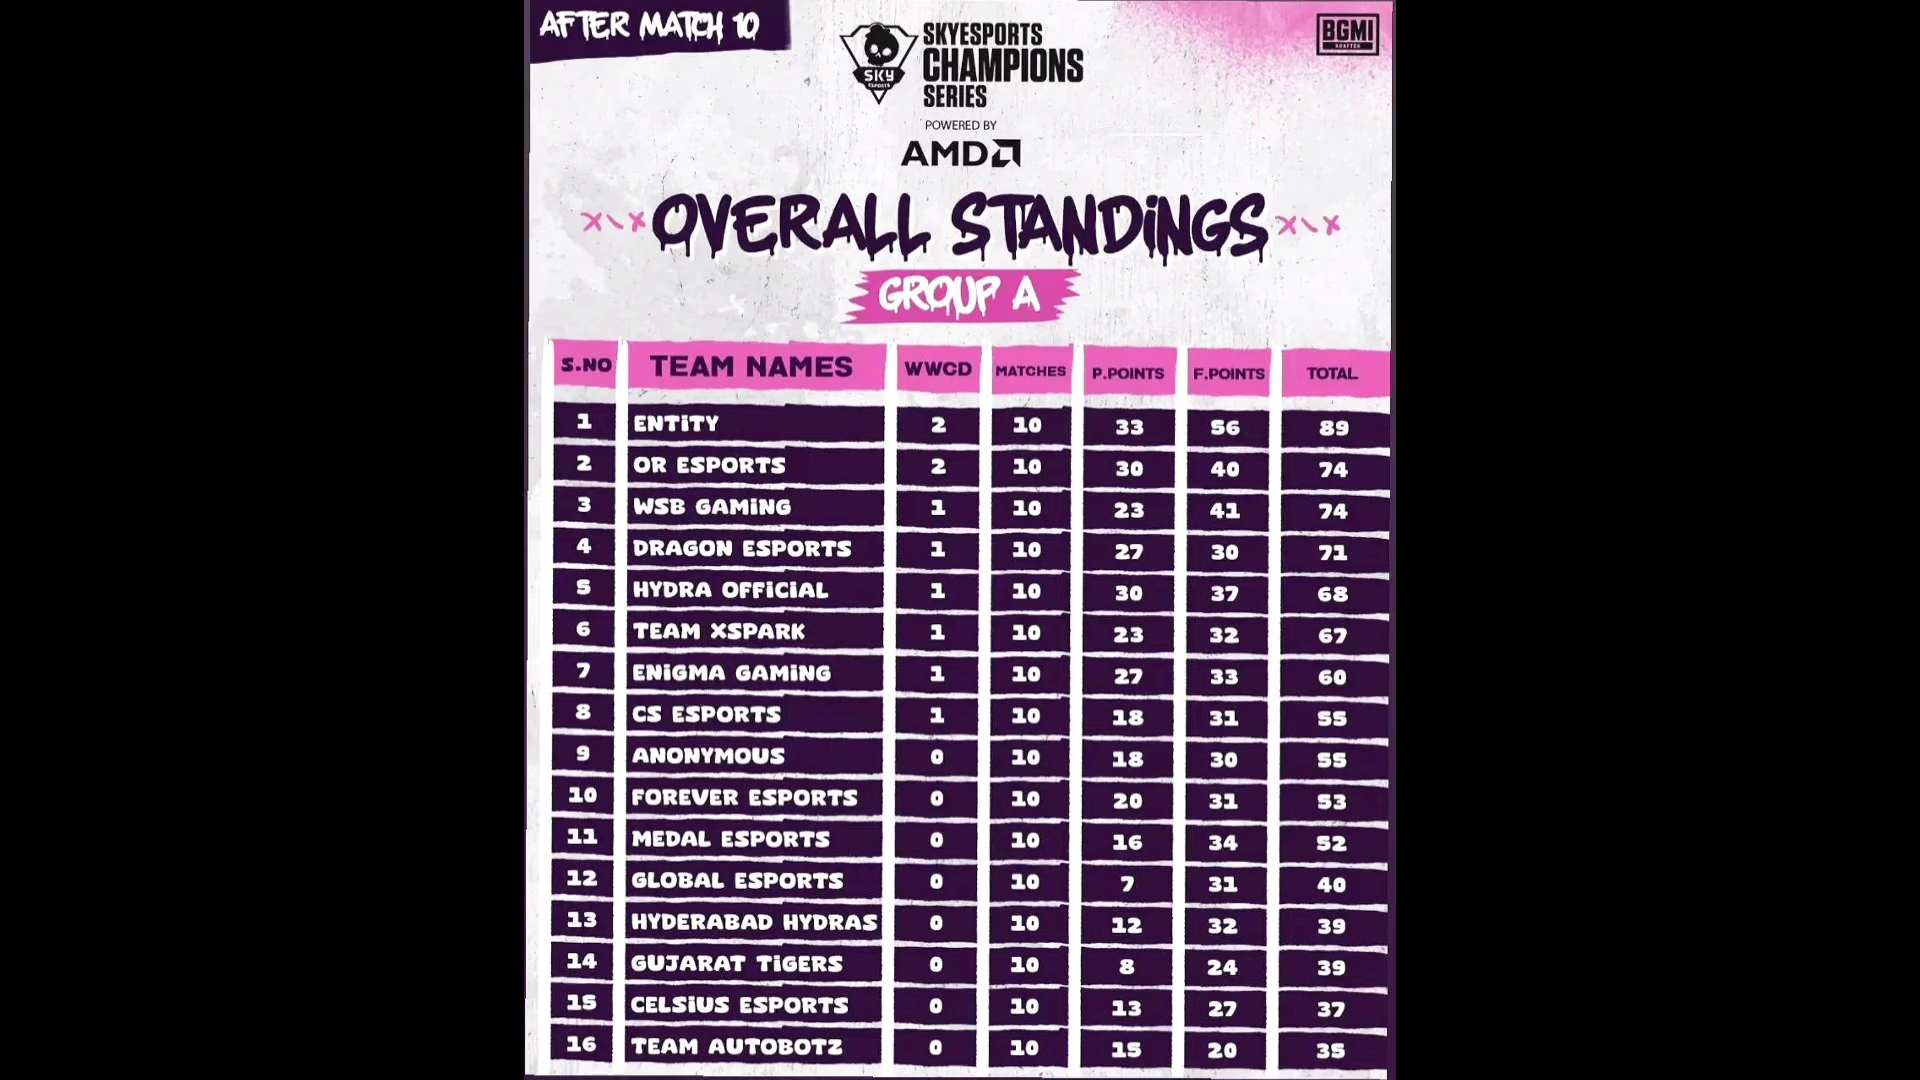 AFTER MATCH 10
BGMI
KRAFTON
SKY
ESPORTS
SKYESPORTS
CHAMPIONS
SERIES
POWERED BY
AMD
OVERALL STANDINGS
GROUP A
S.NO TEAM NAMES WWCD MATCHES P.POINTS F.POINTS TOTAL
1 ENTiTY 2 10 33 56 89
2 OR ESPORTS 2 10 30 40 74
3 WSB GAMiNG 1 10 23 41 74
4 DRAGON ESPORTS 1 10 27 30 71
5 HYDRA OFFiCiAL 1 10 30 37 68
6 TEAM XSPARK 1 10 23 32 67
7 ENiGMA GAMiNG 1 10 27 33 60
8 CS ESPORTS 1 10 18 31 55
9 ANONYMOUS 0 10 18 30 55
10 FOREVER ESPORTS 0 10 20 31 53
11 MEDAL ESPORTS 0 10 16 34 52
12 GLOBAL ESPORTS 0 10 7 31 40
13 HYDERABAD HYDRAS 0 10 12 32 39
14 GUJARAT TiGERS 0 10 8 24 39
15 CELSiUS ESPORTS 0 10 13 27 37
16 TEAM AUTOBOTZ 0 10 15 20 35